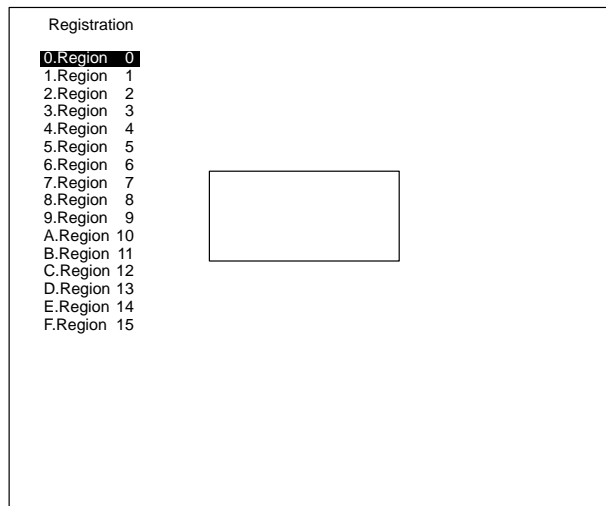 Registration
0.Region 0
1.Region 1
2.Region 2
3.Region 3
4.Region 4
5.Region 5
6.Region 6
7.Region 7
8.Region 8
9.Region 9
A.Region 10
B.Region 11
C.Region 12
D.Region 13
E.Region 14
F.Region 15